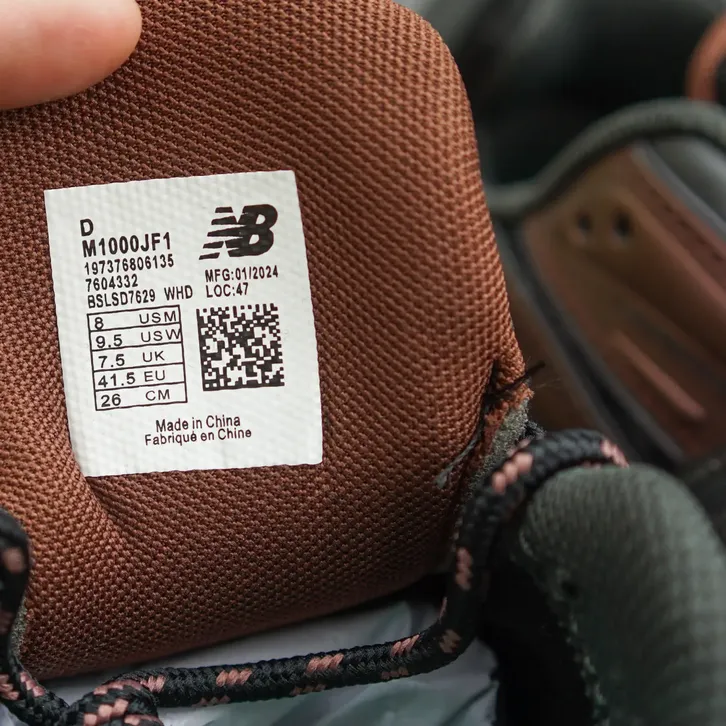 D
M1000JF1
197376806135
7604332
BSLSD7629 WHD
NB
MFG:01/2024
LOC:47
8 USM
9.5 USW
7.5 UK
41.5 EU
26 CM
Made in China
Fabriqué en Chine